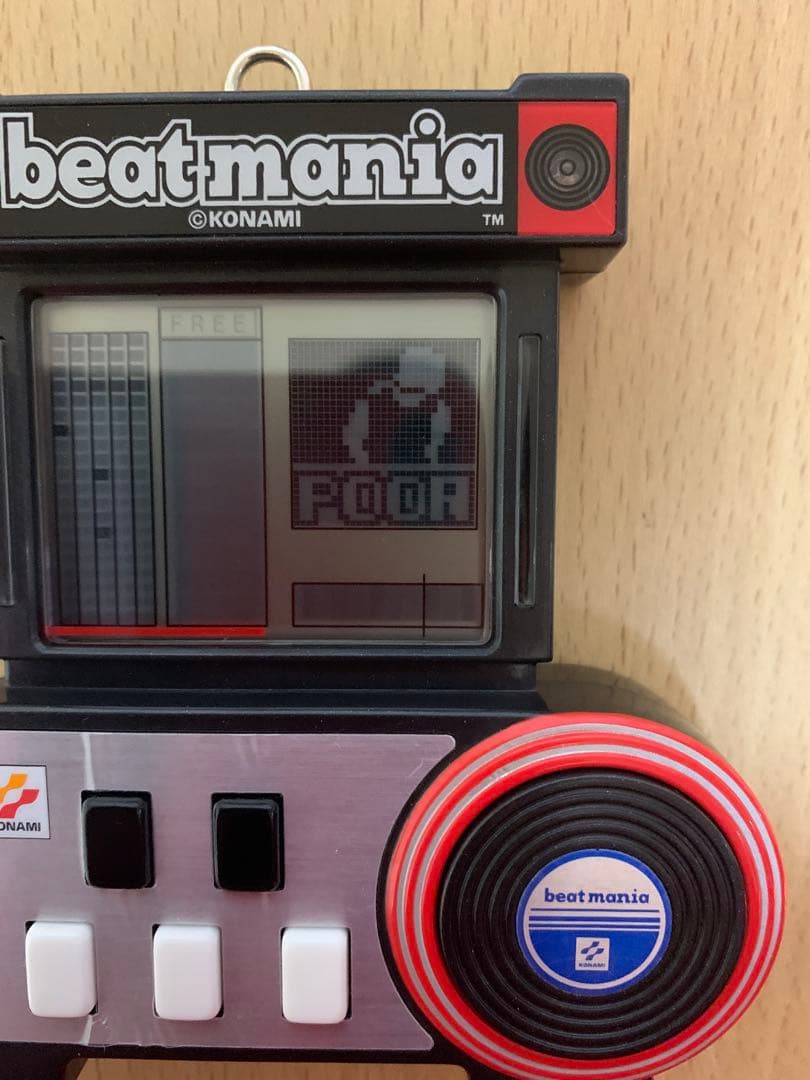 beatmania
©KONAMI
TM
FREE
POOR
KONAMI
beatmania
KONAMI